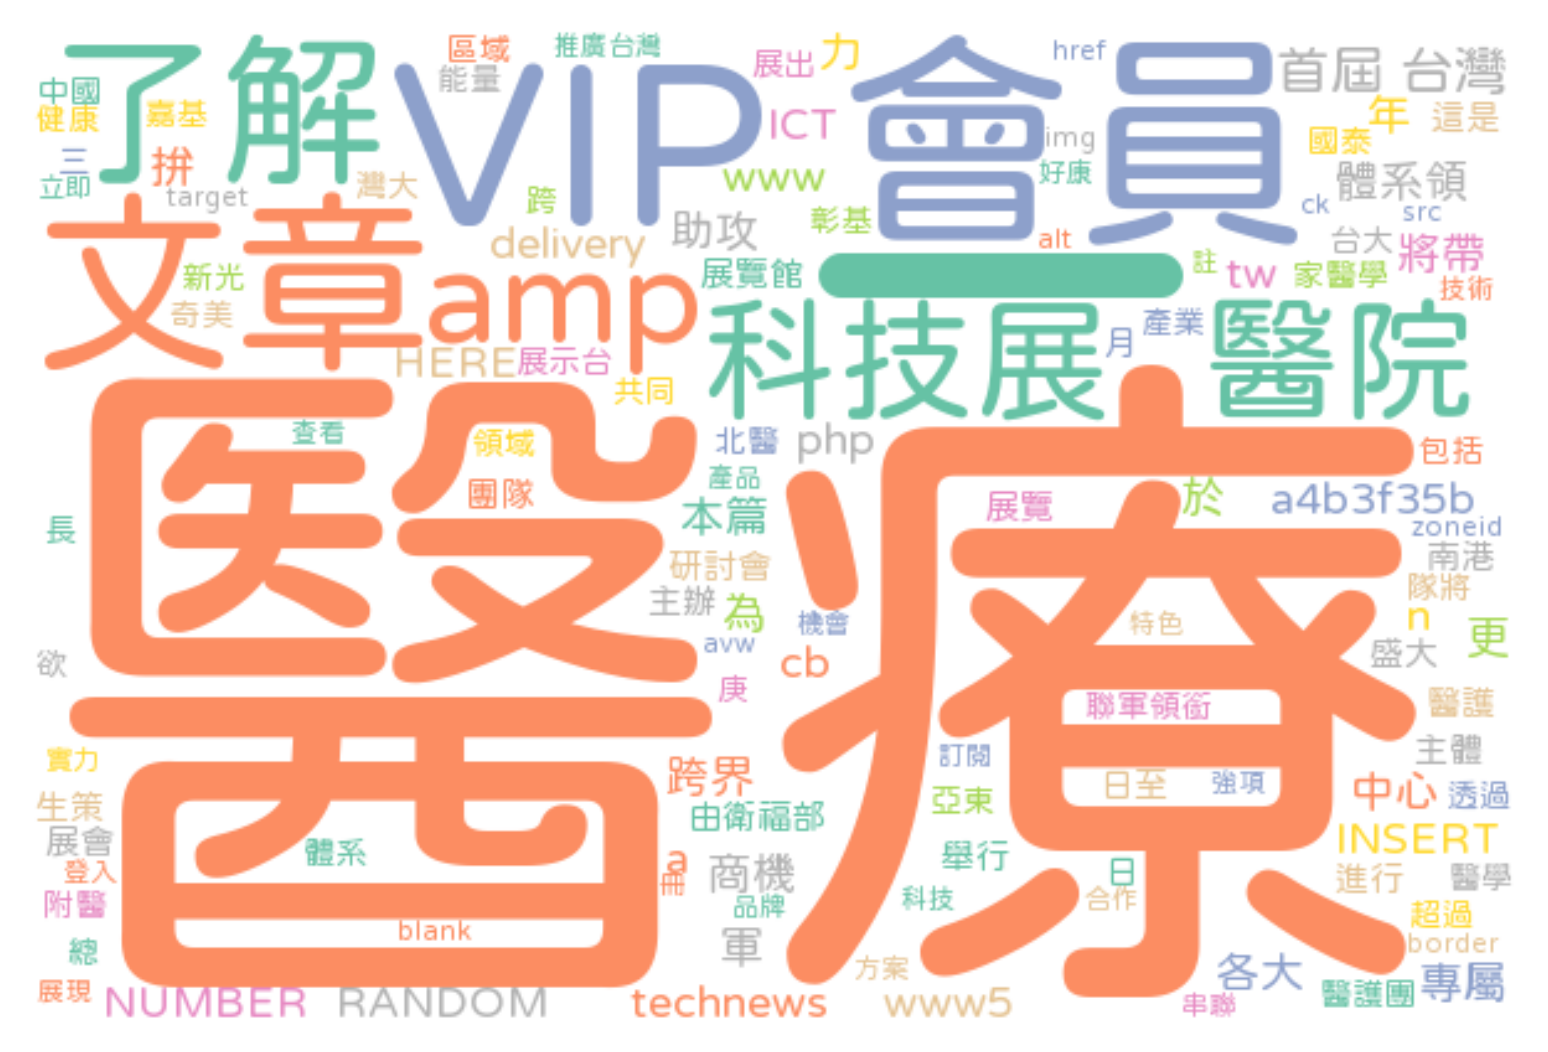 了解
VIP
會員
區域
推廣台灣
展出
力
href
首屆
台灣
中國
能量
健康
嘉基
ICT
img
國泰
年
這是
三
拚
立即
target
灣大
跨
www
好康
體系領
文章
delivery
助攻
彰基
ck
src
alt
台大
將帶
新光
amp
展覽館
一
註
tw
家醫學
技術
奇美
科技展
月
產業
醫院
HERE
展示台
共同
醫療
查看
領域
北醫
php
包括
團隊
產品
長
本篇
展覽
於
a4b3f35b
zoneid
研討會
南港
主辦
為
機會
特色
隊將
n
更
欲
avw
cb
盛大
庚
聯軍領銜
醫護
實力
跨界
訂閱
主體
生策
日至
強項
中心
透過
由衛福部
亞東
展會
體系
INSERT
登入
a
商機
舉行
日
進行
醫學
附醫
品牌
科技
合作
超過
blank
總
軍
border
方案
各大
專屬
展現
NUMBER
RANDOM
technews
www5
串聯
醫護團